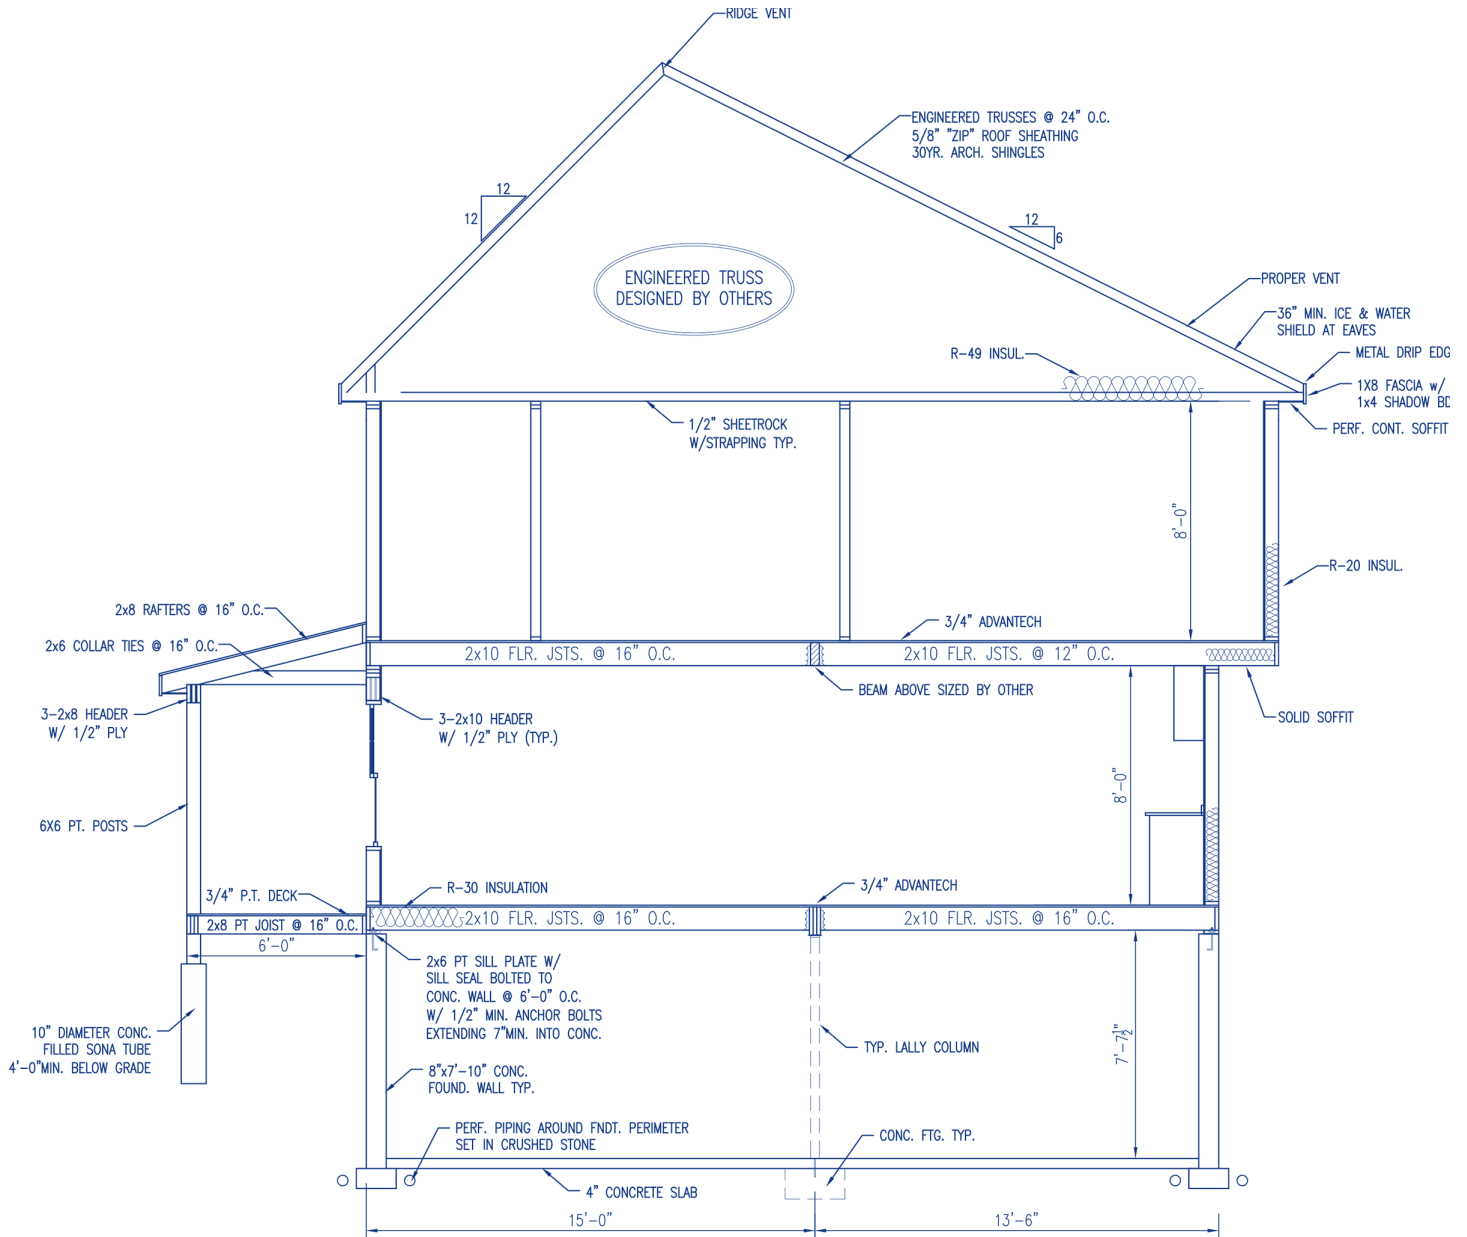 RIDGE VENT
ENGINEERED TRUSSES @ 24" O.C.
5/8" "ZIP" ROOF SHEATHING
30YR. ARCH. SHINGLES
12
12
12
6
ENGINEERED TRUSS
DESIGNED BY OTHERS
PROPER VENT
36" MIN. ICE & WATER
SHIELD AT EAVES
R-49 INSUL.
METAL DRIP EDG
1X8 FASCIA w/
1x4 SHADOW BD
PERF. CONT. SOFFIT
1/2" SHEETROCK
W/STRAPPING TYP.
8'-0"
R-20 INSUL.
2x8 RAFTERS @ 16" O.C.
2x6 COLLAR TIES @ 16" O.C.
3/4" ADVANTECH
2x10 FLR. JSTS. @ 16" O.C.
2x10 FLR. JSTS. @ 12" O.C.
BEAM ABOVE SIZED BY OTHER
SOLID SOFFIT
3-2x8 HEADER
W/ 1/2" PLY
3-2x10 HEADER
W/ 1/2" PLY (TYP.)
8'-0"
6X6 PT. POSTS
3/4" P.T. DECK
R-30 INSULATION
3/4" ADVANTECH
2x8 PT JOIST @ 16" O.C.
2x10 FLR. JSTS. @ 16" O.C.
2x10 FLR. JSTS. @ 16" O.C.
6'-0"
2x6 PT SILL PLATE W/
SILL SEAL BOLTED TO
CONC. WALL @ 6'-0" O.C.
W/ 1/2" MIN. ANCHOR BOLTS
EXTENDING 7"MIN. INTO CONC.
10" DIAMETER CONC.
FILLED SONA TUBE
4'-0"MIN. BELOW GRADE
TYP. LALLY COLUMN
7'-7 1/2"
8"x7'-10" CONC.
FOUND. WALL TYP.
PERF. PIPING AROUND FNDT. PERIMETER
SET IN CRUSHED STONE
CONC. FTG. TYP.
4" CONCRETE SLAB
15'-0"
13'-6"